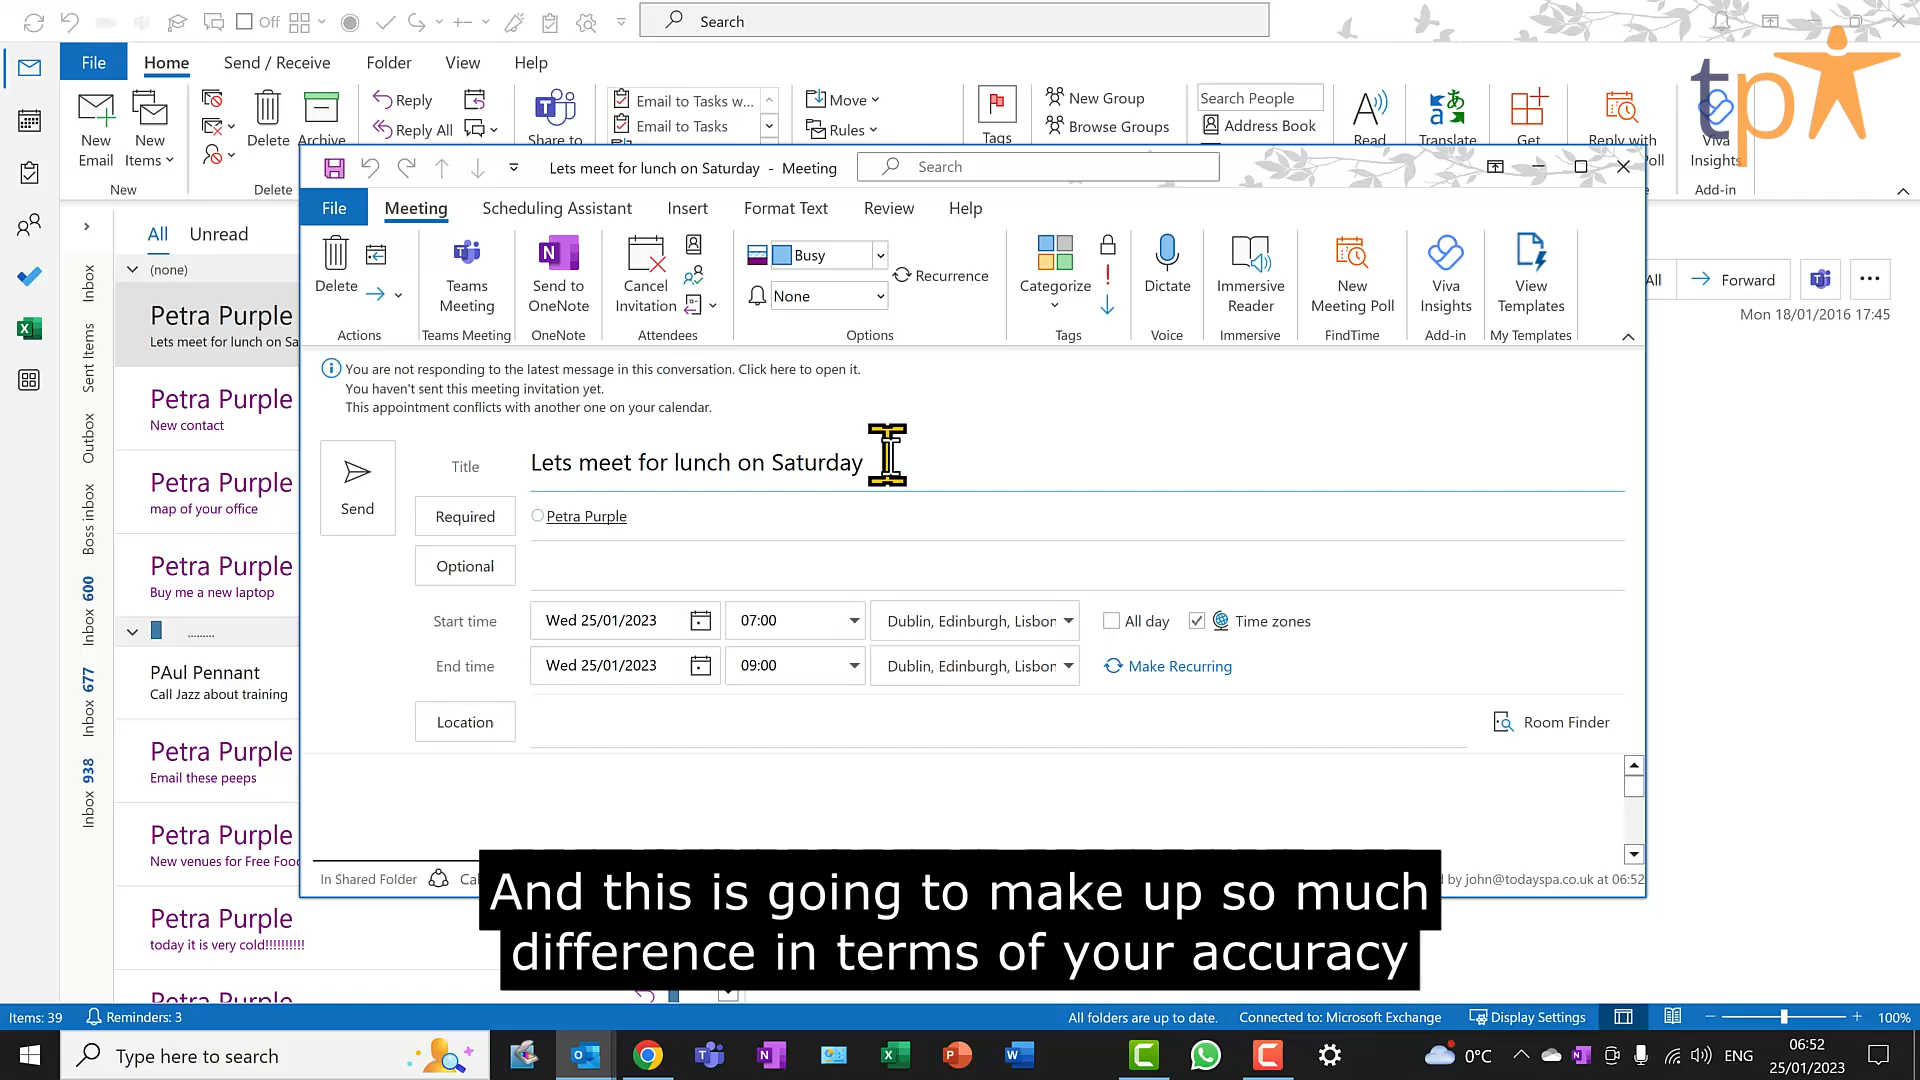 Off
Search
File
Home
Send / Receive
Folder
View
Help
New Email
New Items
New
Delete
Archive
Delete
Reply
Reply All
Share to
Email to Tasks w...
Email to Tasks
Move
Rules
Tags
New Group
Browse Groups
Search People
Address Book
Read
Translate
Get
Reply with
Viva Insights
Add-in
tp
Lets meet for lunch on Saturday - Meeting
Search
File
Meeting
Scheduling Assistant
Insert
Format Text
Review
Help
Delete
Actions
Teams Meeting
Teams Meeting
Send to OneNote
OneNote
Cancel Invitation
Attendees
Busy
None
Recurrence
Options
Categorize
Tags
Dictate
Voice
Immersive Reader
Immersive
New Meeting Poll
FindTime
Viva Insights
Add-in
View Templates
My Templates
You are not responding to the latest message in this conversation. Click here to open it.
You haven't sent this meeting invitation yet.
This appointment conflicts with another one on your calendar.
Send
Title
Lets meet for lunch on Saturday
Required
Petra Purple
Optional
Start time
Wed 25/01/2023
07:00
Dublin, Edinburgh, Lisbon
All day
Time zones
End time
Wed 25/01/2023
09:00
Dublin, Edinburgh, Lisbon
Make Recurring
Location
Room Finder
In Shared Folder
d by john@todayspa.co.uk at 06:52
Forward
Mon 18/01/2016 17:45
All
Unread
(none)
Petra Purple
Lets meet for lunch on Sa
Petra Purple
New contact
Petra Purple
map of your office
Petra Purple
Buy me a new laptop
.........
PAul Pennant
Call Jazz about training
Petra Purple
Email these peeps
Petra Purple
New venues for Free Foo
Petra Purple
today it is very cold!!!!!!!!!!
Petra Purple
Inbox
Sent Items
Outbox
Boss inbox
Inbox 600
Inbox 677
Inbox 938
And this is going to make up so much
difference in terms of your accuracy
Items: 39
Reminders: 3
All folders are up to date.
Connected to: Microsoft Exchange
Display Settings
100%
Type here to search
0°C
ENG
06:52
25/01/2023